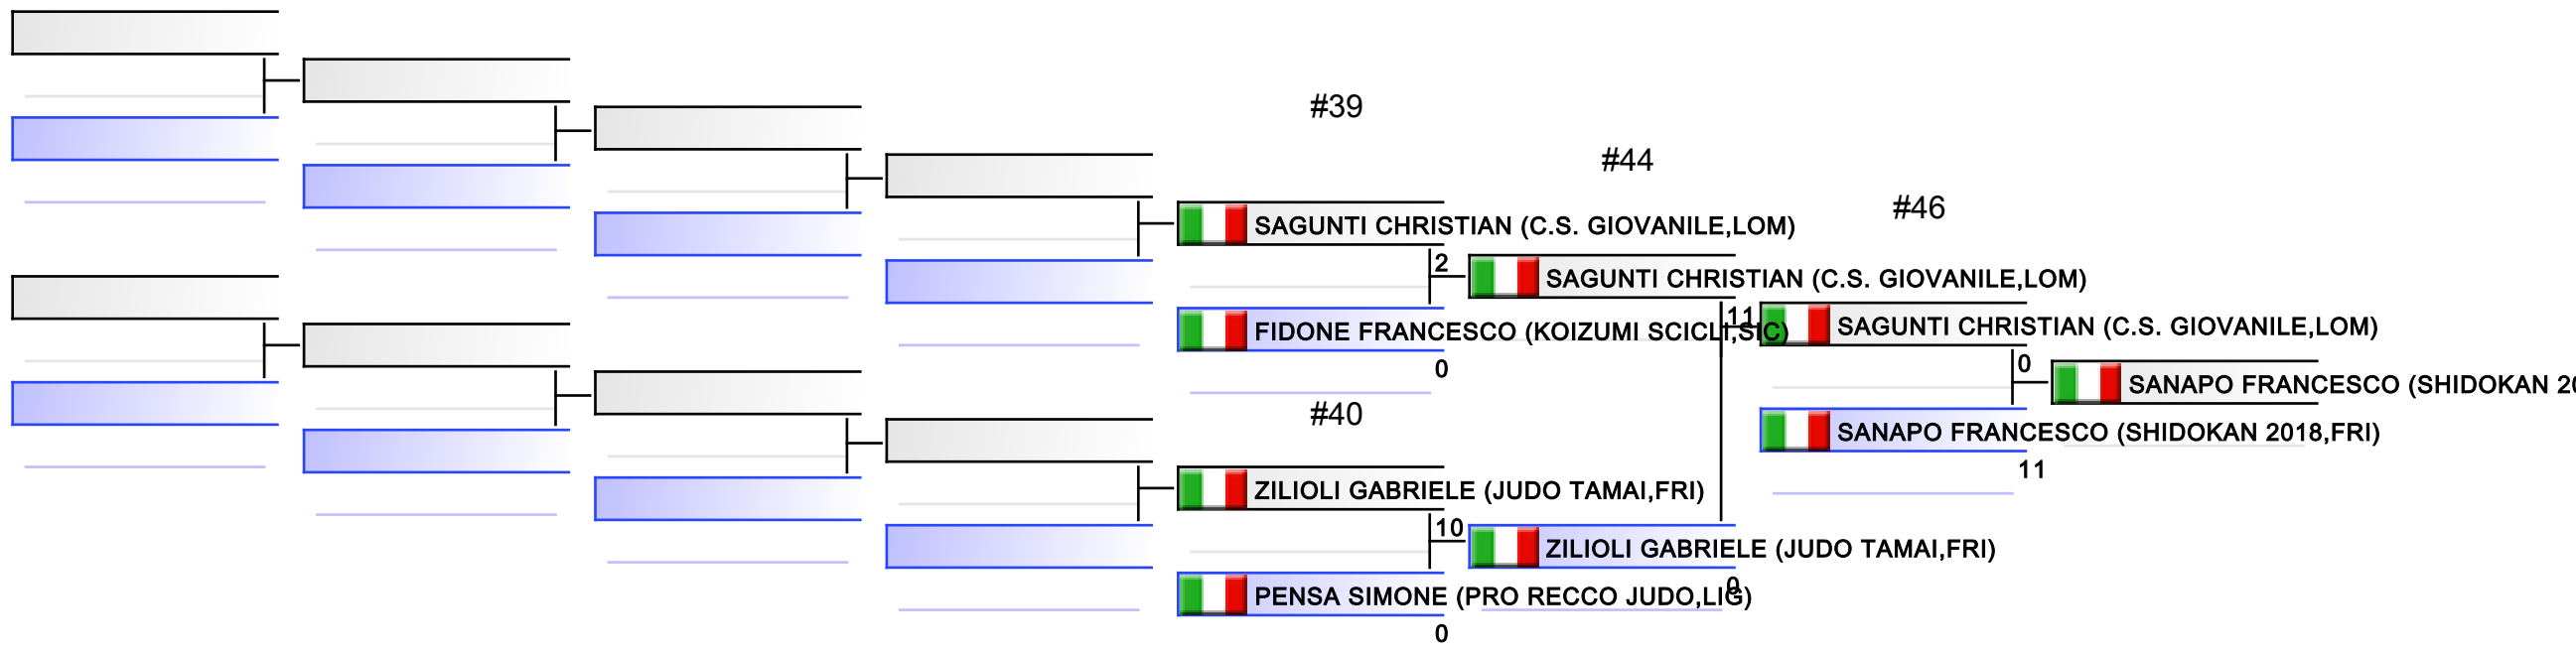 #39
#44
#46
SAGUNTI CHRISTIAN (C.S. GIOVANILE,LOM)
2
SAGUNTI CHRISTIAN (C.S. GIOVANILE,LOM)
FIDONE FRANCESCO (KOIZUMI SCICLI,SIC)
0
11
SAGUNTI CHRISTIAN (C.S. GIOVANILE,LOM)
0
SANAPO FRANCESCO (SHIDOKAN 20
SANAPO FRANCESCO (SHIDOKAN 2018,FRI)
11
#40
ZILIOLI GABRIELE (JUDO TAMAI,FRI)
10
ZILIOLI GABRIELE (JUDO TAMAI,FRI)
0
PENSA SIMONE (PRO RECCO JUDO,LIG)
0